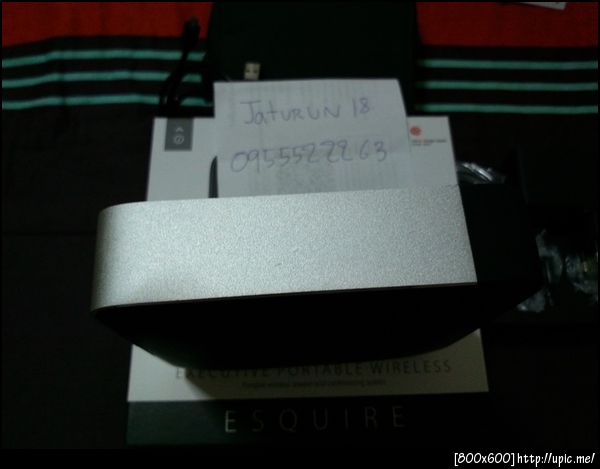 Jaturun 18
0955522263
EXECUTIVE PORTABLE WIRELESS
ESQUIRE
[800x600]http://upic.me/